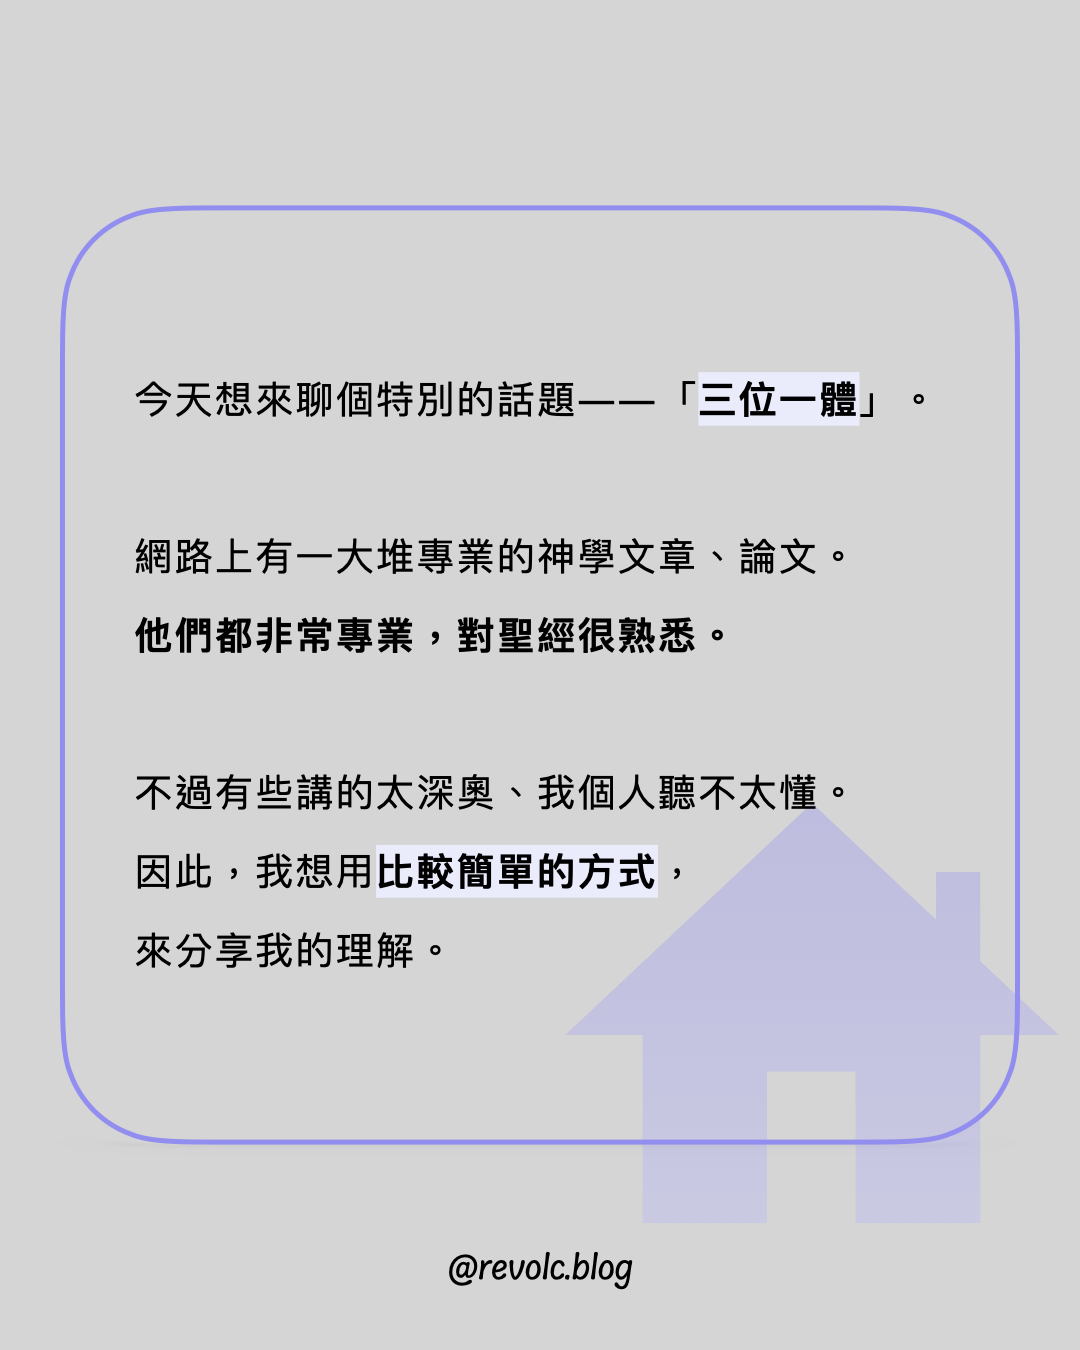 今天想來聊個特別的話題——「三位一體」。
網路上有一大堆專業的神學文章、論文。
他們都非常專業，對聖經很熟悉。
不過有些講的太深奧、我個人聽不太懂。
因此，我想用比較簡單的方式，
來分享我的理解。
@revolc.blog